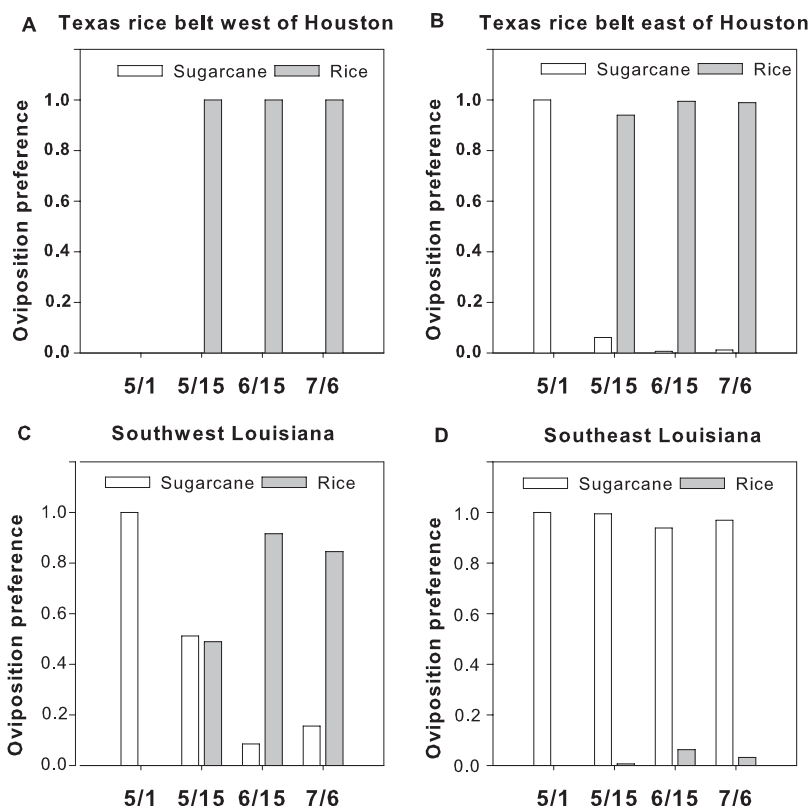 A Texas rice belt west of Houston
Sugarcane Rice
Oviposition preference
1.0
0.8
0.6
0.4
0.2
0.0
5/1 5/15 6/15 7/6
B Texas rice belt east of Houston
Sugarcane Rice
Oviposition preference
1.0
0.8
0.6
0.4
0.2
0.0
5/1 5/15 6/15 7/6
C Southwest Louisiana
Sugarcane Rice
Oviposition preference
1.0
0.8
0.6
0.4
0.2
0.0
5/1 5/15 6/15 7/6
D Southeast Louisiana
Sugarcane Rice
Oviposition preference
1.0
0.8
0.6
0.4
0.2
0.0
5/1 5/15 6/15 7/6